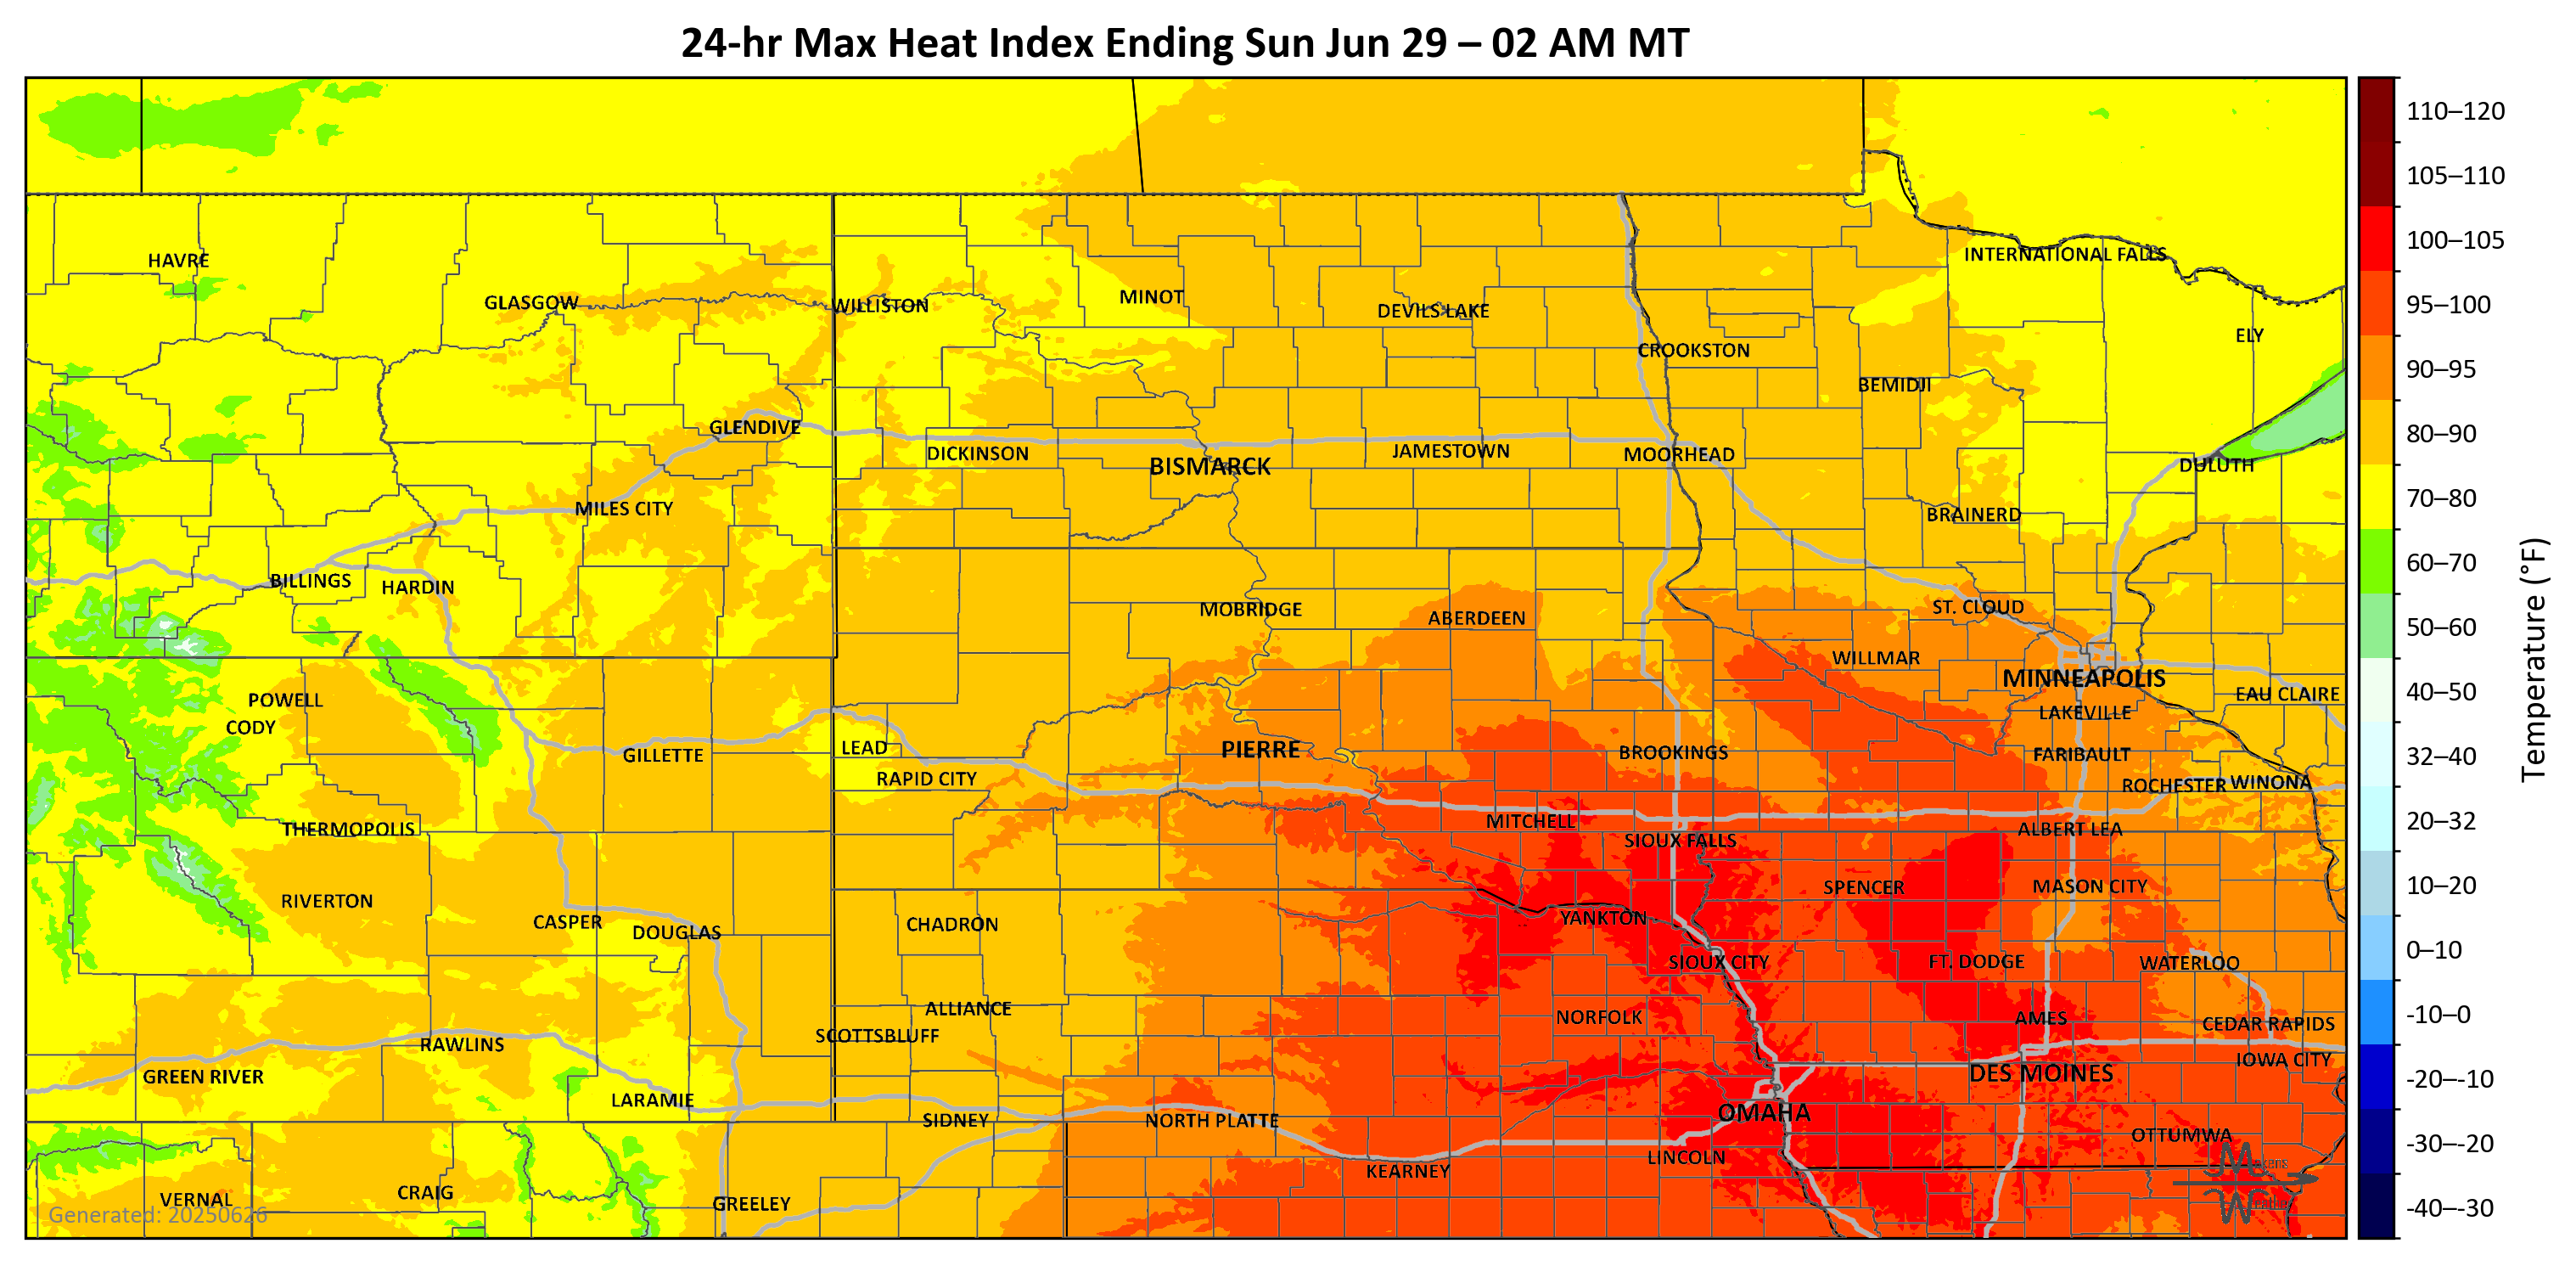 24-hr Max Heat Index Ending Sun Jun 29 – 02 AM MT
110–120
105–110
100–105
95–100
90–95
80–90
70–80
60–70
50–60
40–50
32–40
20–32
10–20
0–10
-10–0
-20–-10
-30–-20
-40–-30
Temperature (°F)
HAVRE
INTERNATIONAL FALLS
GLASGOW
WILLISTON
MINOT
DEVILS LAKE
ELY
CROOKSTON
BEMIDJI
GLENDIVE
DICKINSON
BISMARCK
JAMESTOWN
MOORHEAD
DULUTH
MILES CITY
BRAINERD
BILLINGS
HARDIN
MOBRIDGE
ABERDEEN
ST. CLOUD
WILLMAR
MINNEAPOLIS
POWELL
EAU CLAIRE
CODY
LAKEVILLE
GILLETTE
LEAD
PIERRE
BROOKINGS
FARIBAULT
RAPID CITY
ROCHESTER
WINONA
THERMOPOLIS
MITCHELL
SIOUX FALLS
ALBERT LEA
RIVERTON
SPENCER
MASON CITY
CASPER
DOUGLAS
CHADRON
YANKTON
SIOUX CITY
FT. DODGE
WATERLOO
ALLIANCE
NORFOLK
AMES
CEDAR RAPIDS
RAWLINS
SCOTTSBLUFF
IOWA CITY
GREEN RIVER
DES MOINES
LARAMIE
SIDNEY
NORTH PLATTE
OMAHA
OTTUMWA
KEARNEY
LINCOLN
VERNAL
CRAIG
GREELEY
Generated: 20250626